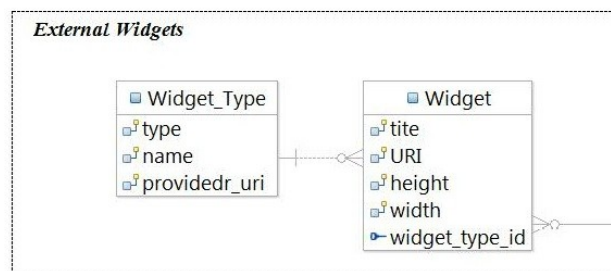 External Widgets
Widget_Type
type
name
providedr_uri
Widget
tite
URI
height
width
widget_type_id